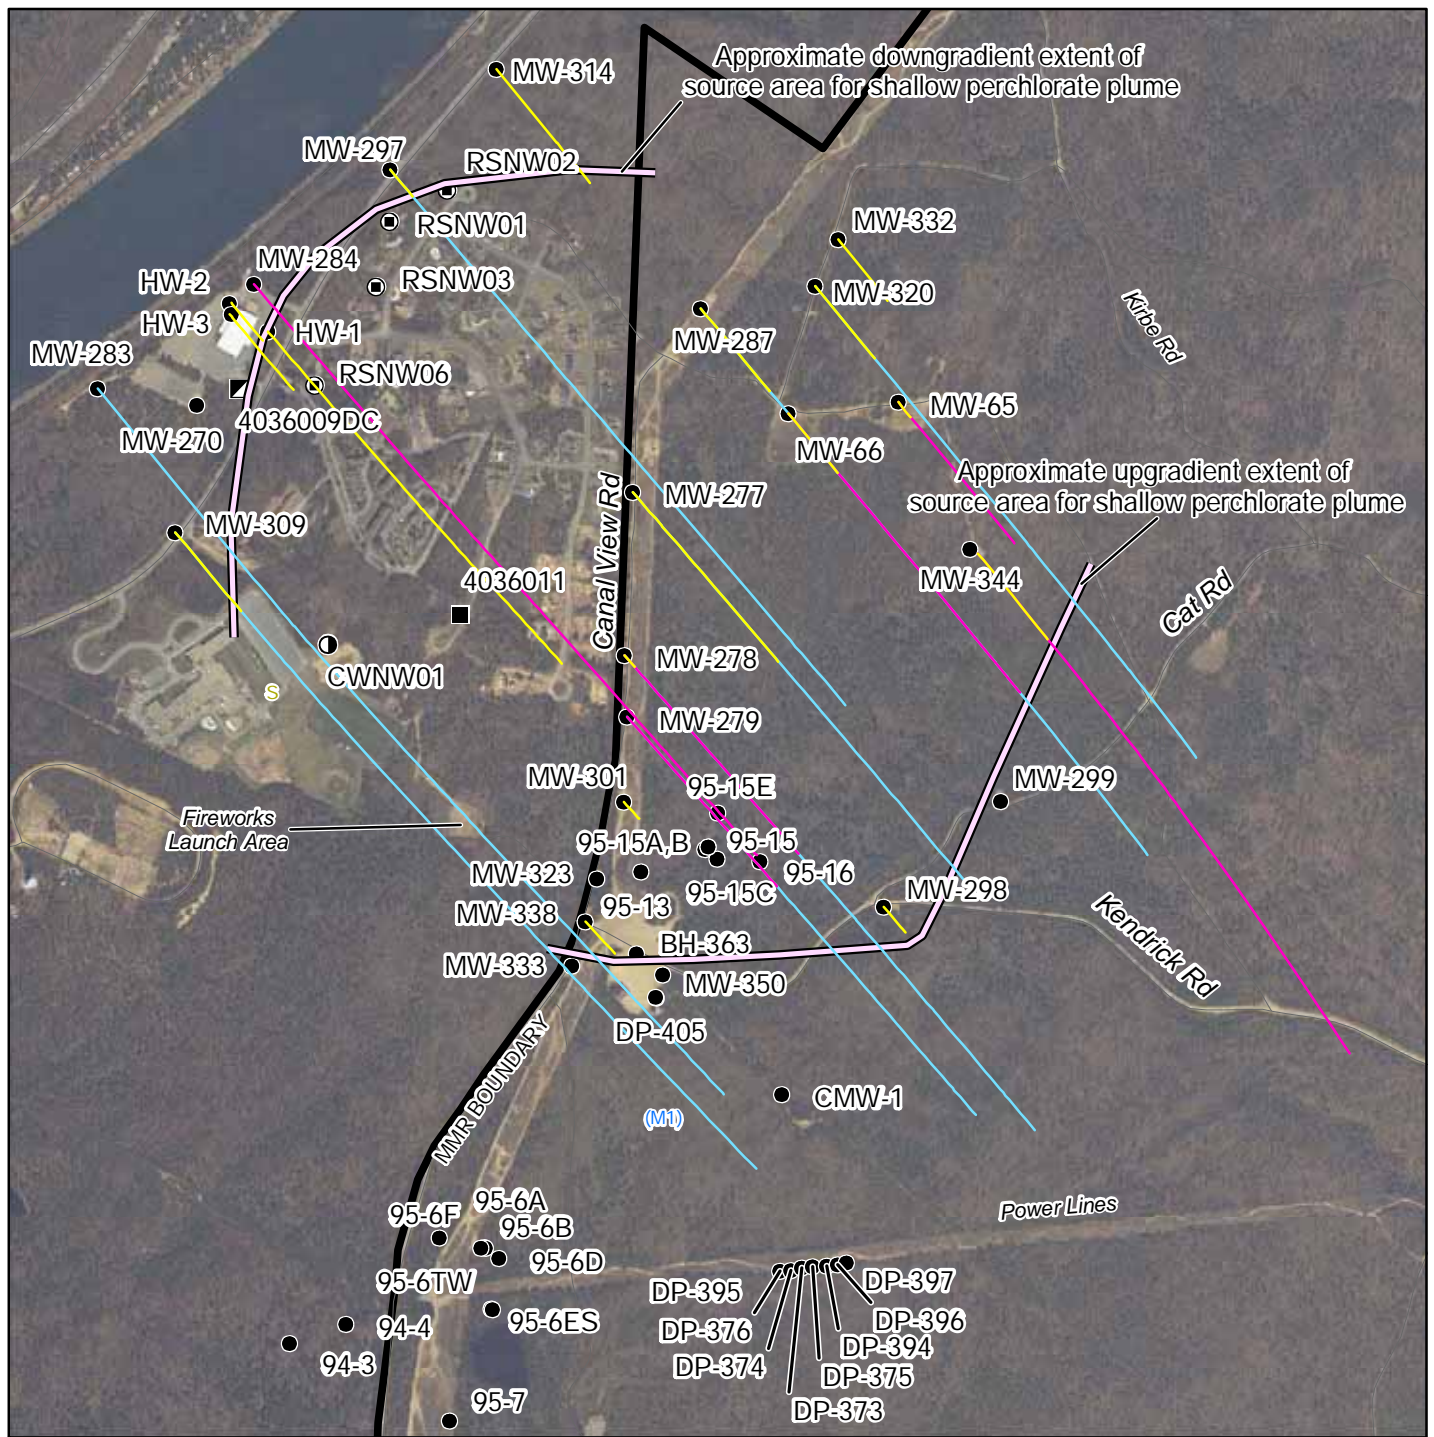 Approximate downgradient extent of
source area for shallow perchlorate plume
MW-314
MW-297
RSNW02
RSNW01
MW-332
MW-284
RSNW03
HW-2
MW-320
Kirbe Rd
HW-3
HW-1
MW-287
MW-283
RSNW06
MW-65
4036009DC
MW-270
MW-66
Approximate upgradient extent of
source area for shallow perchlorate plume
MW-277
Canal View Rd
MW-309
4036011
MW-344
Cat Rd
MW-278
CWNW01
S
MW-279
MW-301
95-15E
MW-299
Fireworks
Launch Area
95-15A,B
95-15
95-16
MW-323
95-15C
MW-298
MW-338
95-13
BH-363
Kendrick Rd
MW-333
MW-350
DP-405
CMW-1
(M1)
MMR BOUNDARY
Power Lines
95-6A
95-6F
95-6B
95-6D
95-6TW
95-6ES
DP-397
DP-395
DP-396
DP-376
DP-394
DP-374
DP-375
DP-373
94-4
94-3
95-7